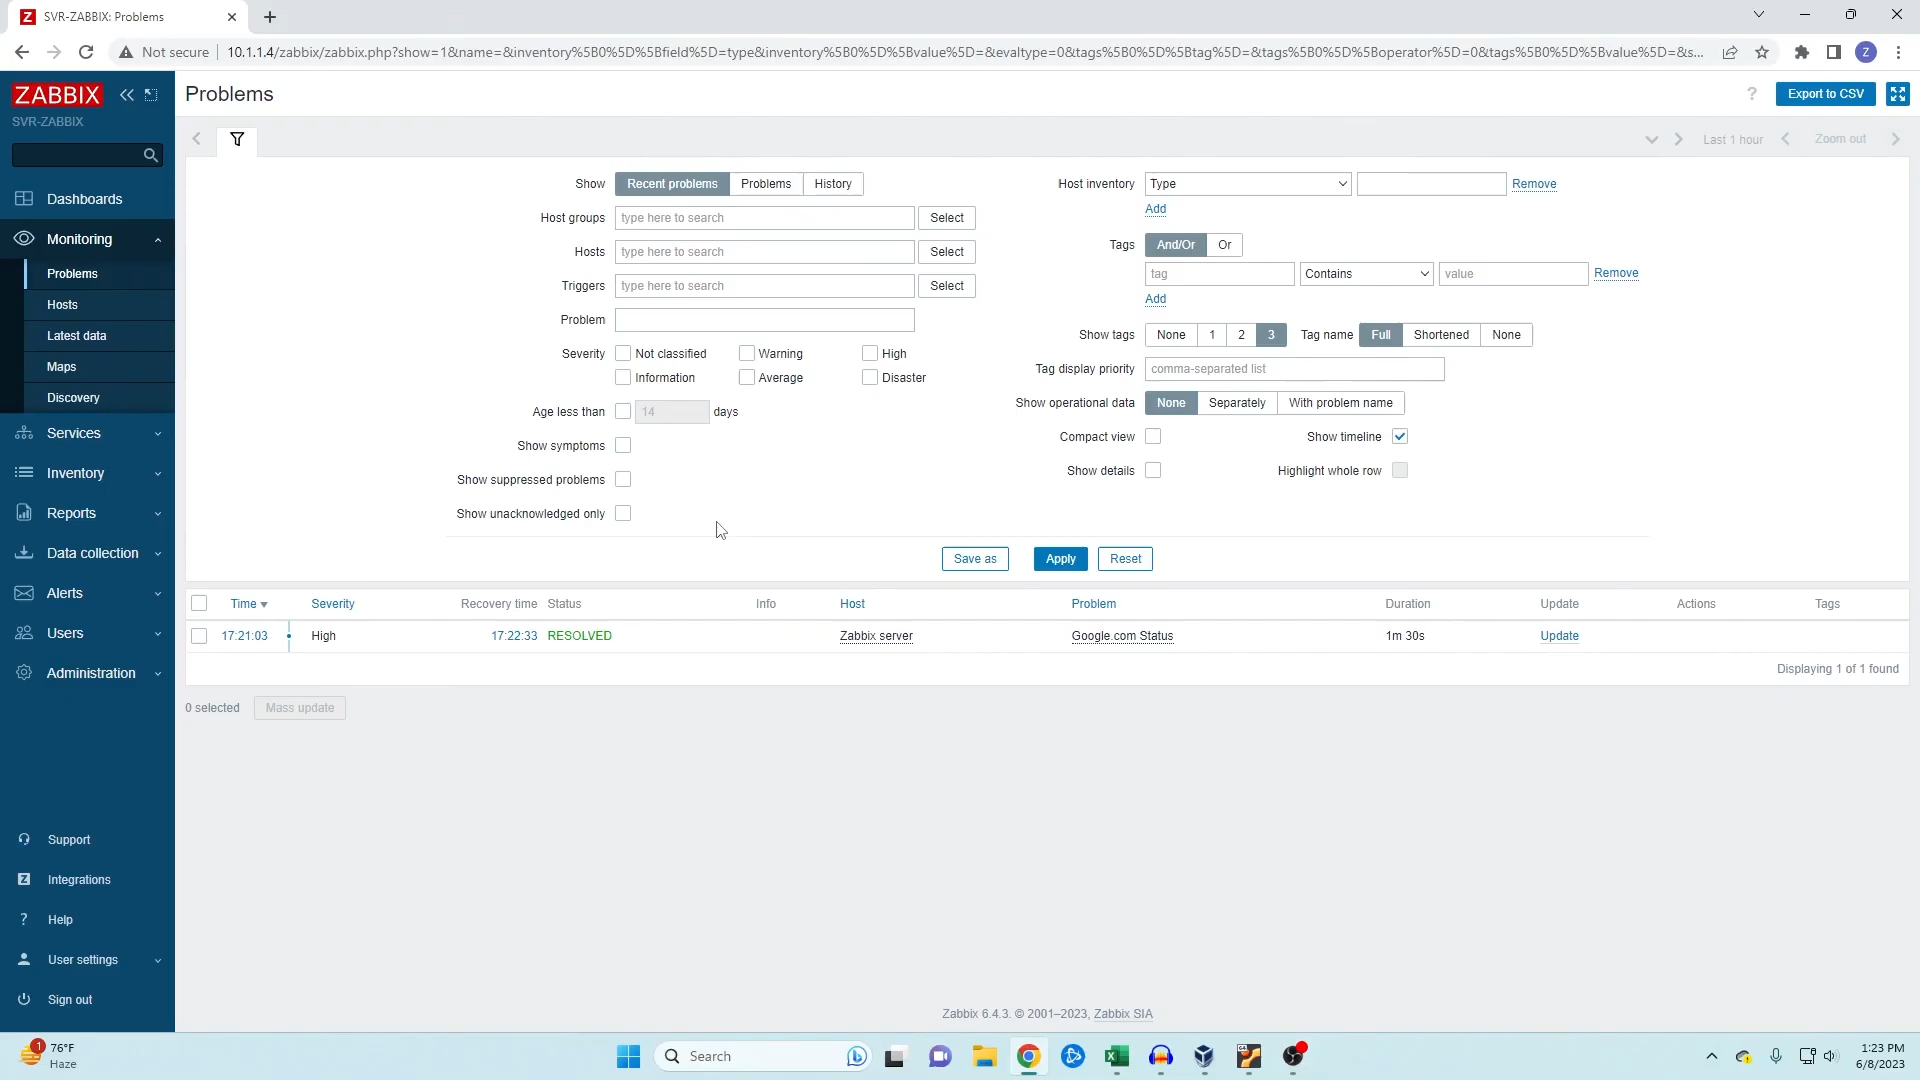 SVR-ZABBIX: Problems
Not secure
10.1.1.4/zabbix/zabbix.php?show=1&name=&inventory%5B0%5D%5Bfield%5D=type&inventory%5B0%5D%5Bvalue%5D=&evaltype=0&tags%5B0%5D%5Btag%5D=&tags%5B0%5D%5Boperator%5D=0&tags%5B0%5D%5Bvalue%5D=&s...
Z
ZABBIX
SVR-ZABBIX
Dashboards
Monitoring
Problems
Hosts
Latest data
Maps
Discovery
Services
Inventory
Reports
Data collection
Alerts
Users
Administration
Support
Integrations
Help
User settings
Sign out
Problems
? Export to CSV
Last 1 hour Zoom out
Show Recent problems Problems History
Host groups type here to search Select
Hosts type here to search Select
Triggers type here to search Select
Problem
Severity Not classified Warning High
Information Average Disaster
Age less than 14 days
Show symptoms
Show suppressed problems
Show unacknowledged only
Host inventory Type Remove
Add
Tags And/Or Or
tag Contains value Remove
Add
Show tags None 1 2 3 Tag name Full Shortened None
Tag display priority comma-separated list
Show operational data None Separately With problem name
Compact view Show timeline
Show details Highlight whole row
Save as Apply Reset
Time Severity Recovery time Status Info Host Problem Duration Update Actions Tags
17:21:03 High 17:22:33 RESOLVED Zabbix server Google.com Status 1m 30s Update
Displaying 1 of 1 found
0 selected Mass update
Zabbix 6.4.3. © 2001–2023, Zabbix SIA
1
76°F
Haze
Search
1:23 PM
6/8/2023